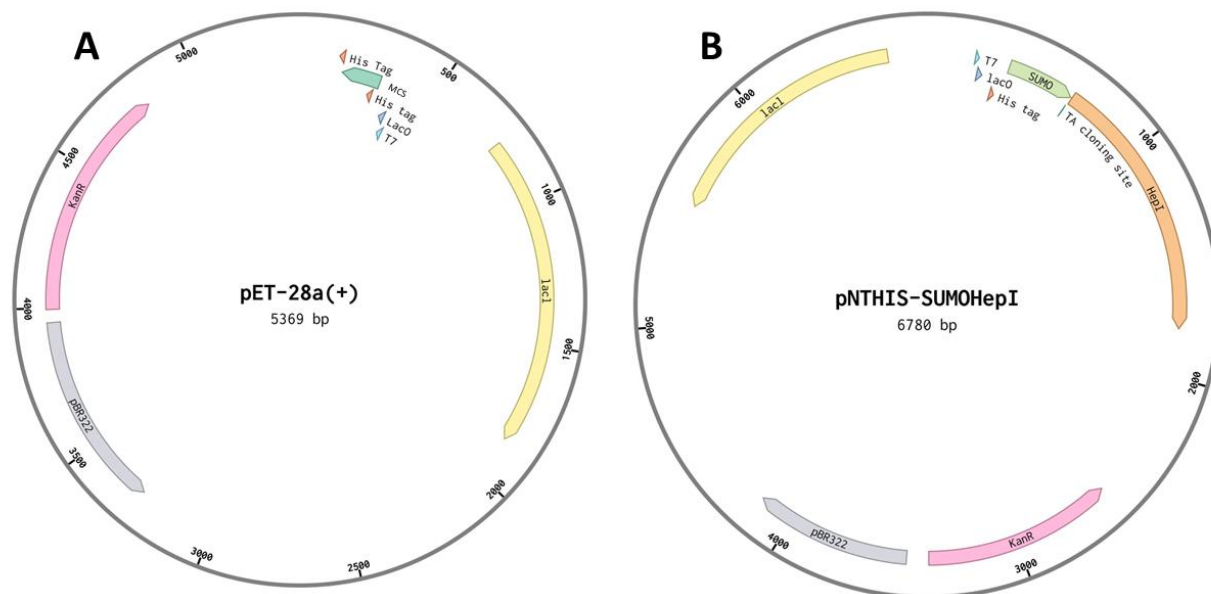 A
5000
500
His Tag
MCS
His tag
LacO
T7
4500
KanR
1000
lacI
pET-28a(+)
5369 bp
4000
1500
pBR322
3500
2000
3000
2500
B
6000
lacI
T7
lacO
His tag
SUMO
TA cloning site
1000
HepI
pNTHIS-SUMOHepI
6780 bp
5000
2000
pBR322
4000
KanR
3000